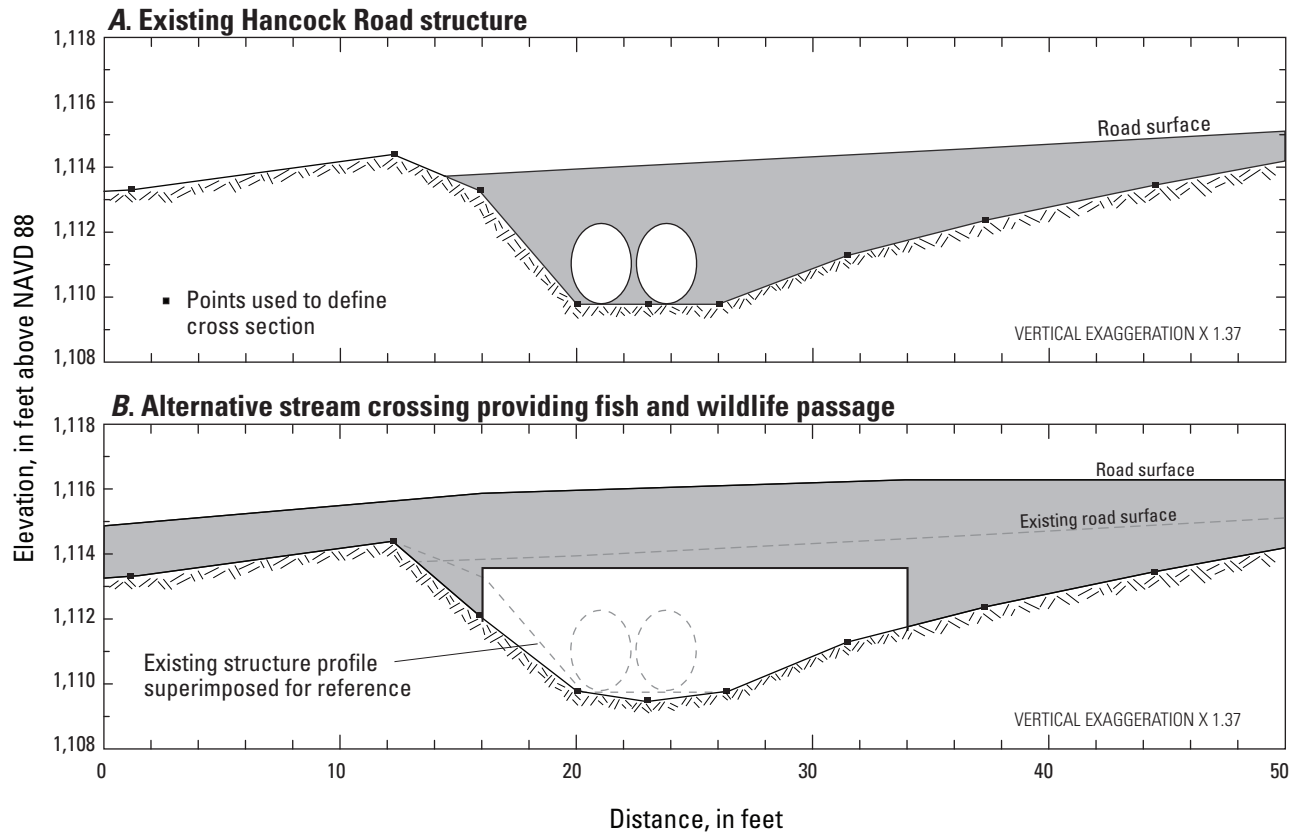 A. Existing Hancock Road structure
1,118
1,116
1,114
1,112
1,110
1,108
Road surface
Points used to define
cross section
VERTICAL EXAGGERATION X 1.37
Elevation, in feet above NAVD 88
B. Alternative stream crossing providing fish and wildlife passage
1,118
1,116
1,114
1,112
1,110
1,108
Road surface
Existing road surface
Existing structure profile
superimposed for reference
VERTICAL EXAGGERATION X 1.37
0 10 20 30 40 50
Distance, in feet